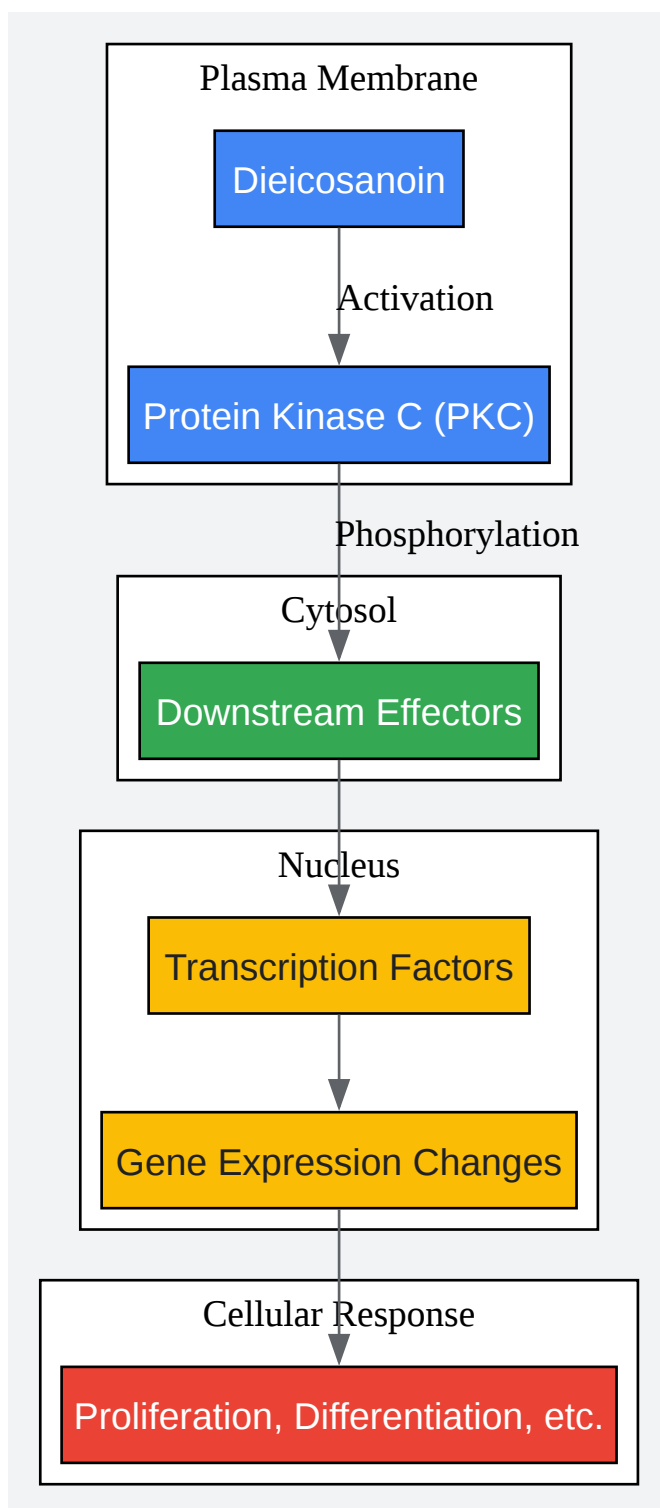 Plasma Membrane
Dieicosanoin
Activation
Protein Kinase C (PKC)
Phosphorylation
Cytosol
Downstream Effectors
Nucleus
Transcription Factors
Gene Expression Changes
Cellular Response
Proliferation, Differentiation, etc.